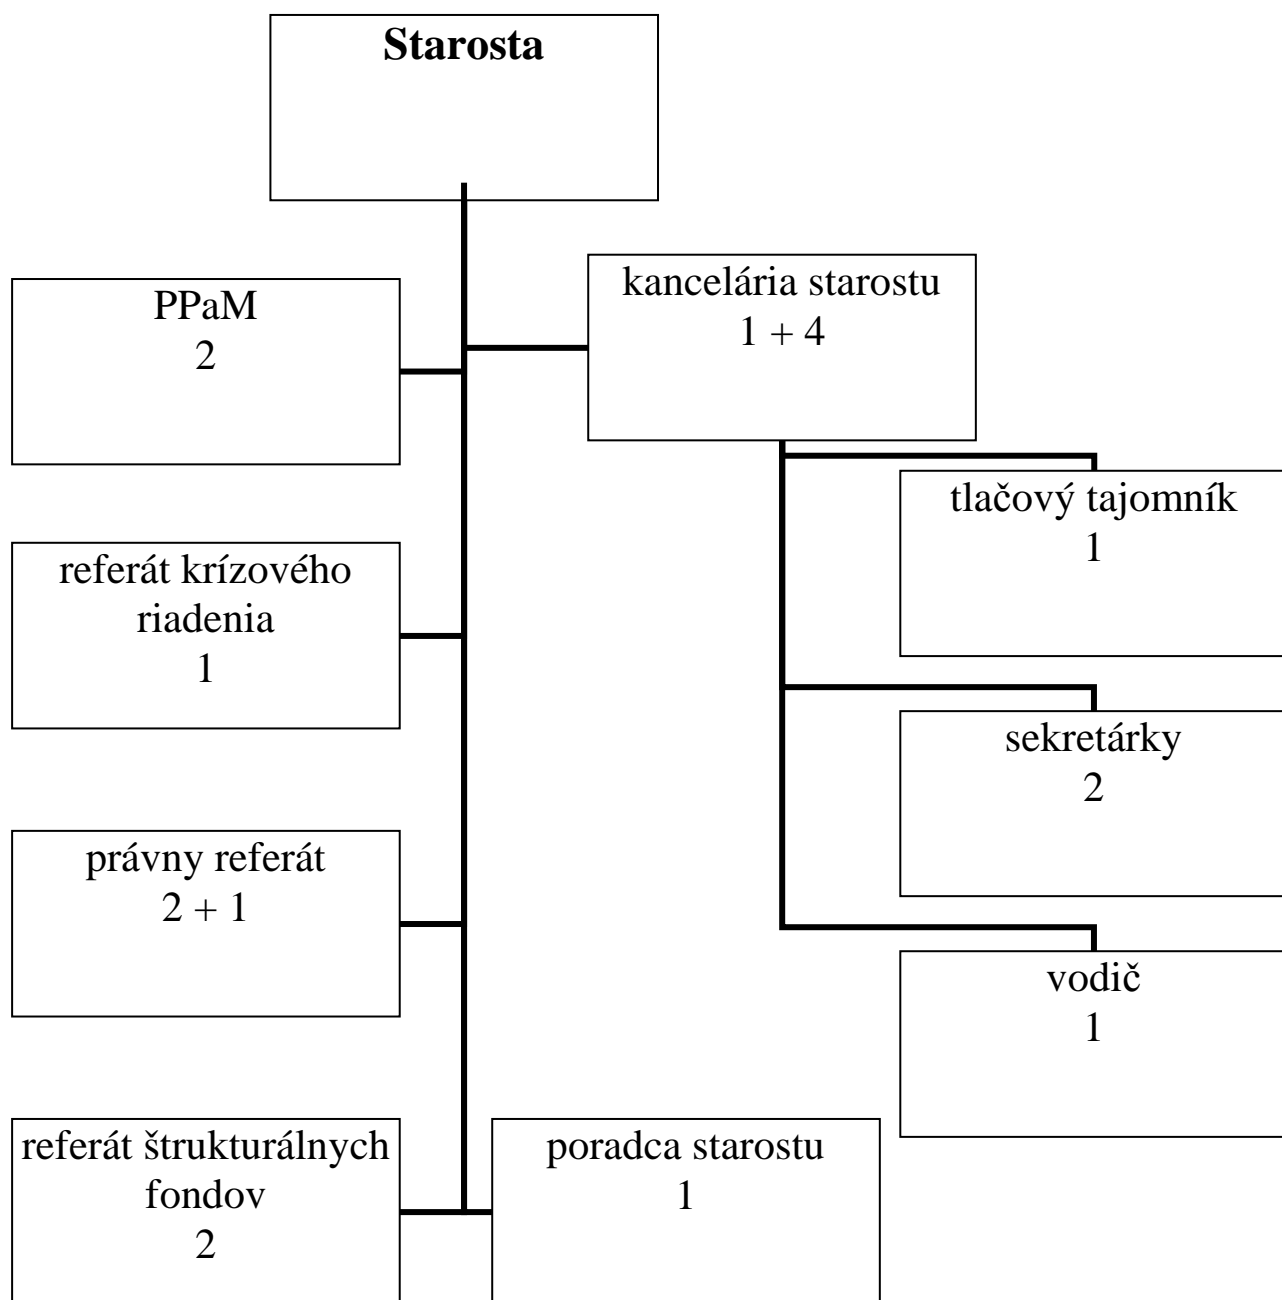 Starosta
kancelária starostu
1 + 4
PPaM
2
tlačový tajomník
1
referát krízového
riadenia
1
sekretárky
2
právny referát
2 + 1
vodič
1
referát štrukturálnych
fondov
2
poradca starostu
1